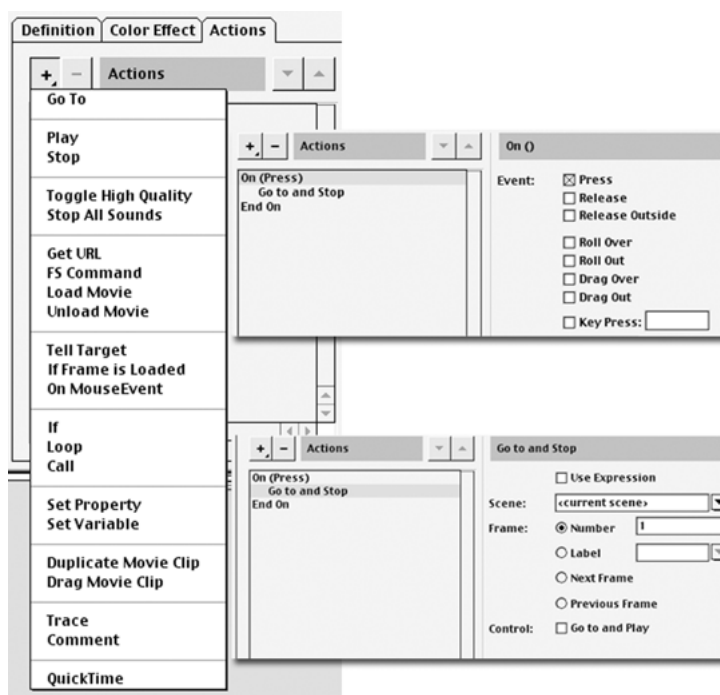 Definition
Color Effect
Actions
+ - Actions
Go To
Play
Stop
Toggle High Quality
Stop All Sounds
Get URL
FS Command
Load Movie
Unload Movie
Tell Target
If Frame is Loaded
On MouseEvent
If
Loop
Call
Set Property
Set Variable
Duplicate Movie Clip
Drag Movie Clip
Trace
Comment
QuickTime
+ - Actions
On (Press)
Go to and Stop
End On
On ()
Event: Press
Release
Release Outside
Roll Over
Roll Out
Drag Over
Drag Out
Key Press:
+ - Actions
On (Press)
Go to and Stop
End On
Go to and Stop
Use Expression
Scene: <current scene>
Frame: Number 1
Label
Next Frame
Previous Frame
Control: Go to and Play